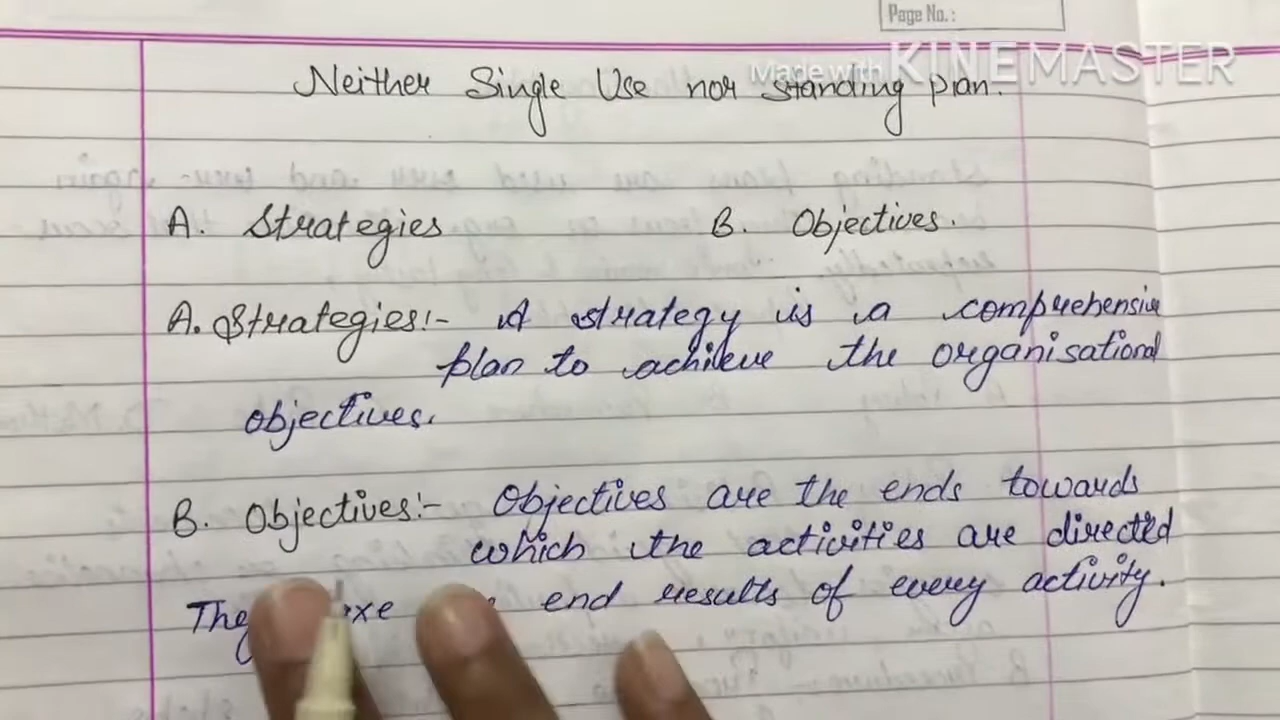 Page No.:
Made with KINEMASTER
Neither Single Use nor standing plan.
A. Strategies B. Objectives.
A. Strategies:- A strategy is a comprehensive
plan to achieve the organisational
objectives.
B. Objectives:- Objectives are the ends towards
which the activities are directed
They end results of every activity.